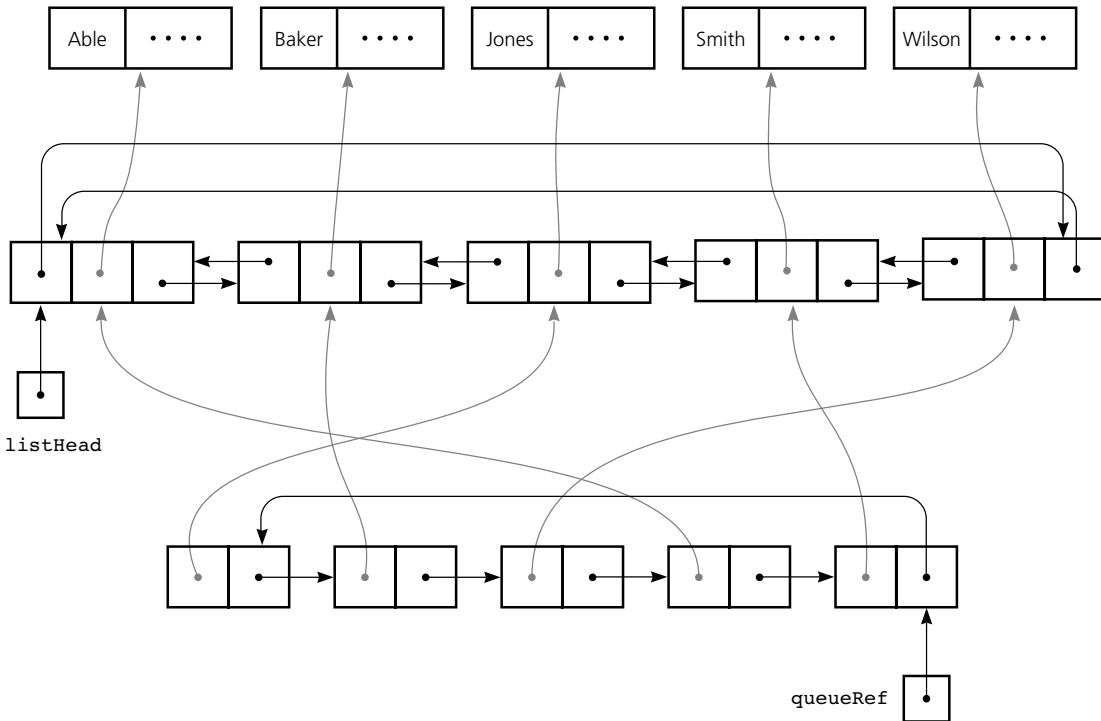 Able • • • • Baker • • • • Jones • • • • Smith • • • • Wilson • • • •
listHead
queueRef